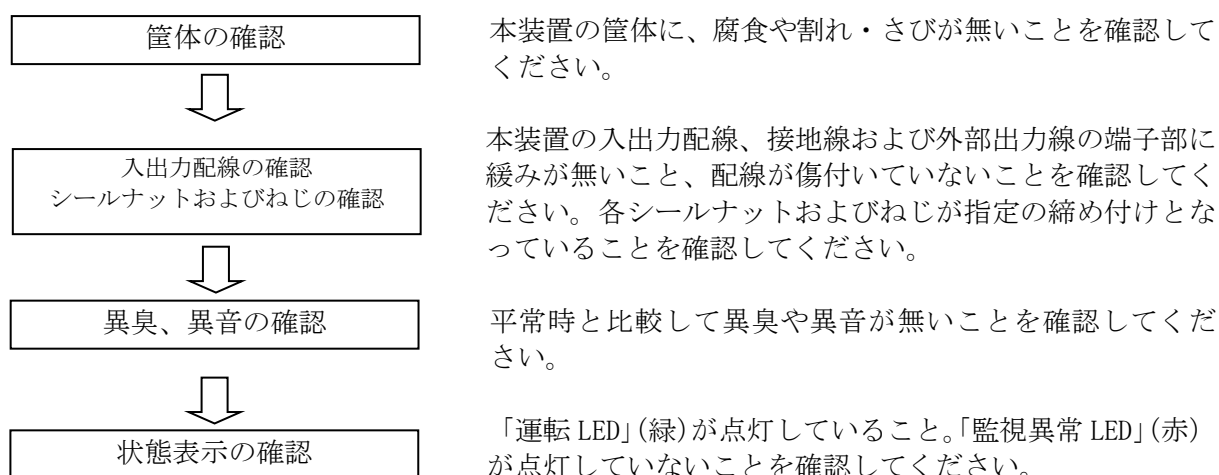 筐体の確認
本装置の筐体に、腐食や割れ・さびが無いことを確認して
ください。
入出力配線の確認
シールナットおよびねじの確認
本装置の入出力配線、接地線および外部出力線の端子部に
緩みが無いこと、配線が傷付いていないことを確認してく
ださい。各シールナットおよびねじが指定の締め付けとな
っていることを確認してください。
異臭、異音の確認
平常時と比較して異臭や異音が無いことを確認してくだ
さい。
状態表示の確認
「運転 LED」(緑)が点灯していること。「監視異常 LED」(赤)
が点灯していないことを確認してください。